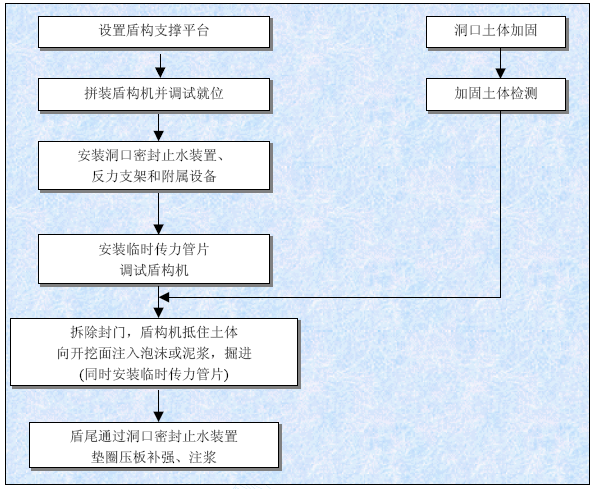 设置盾构支撑平台
拼装盾构机并调试就位
安装洞口密封止水装置、
反力支架和附属设备
安装临时传力管片
调试盾构机
洞口土体加固
加固土体检测
拆除封门，盾构机抵住土体
向开挖面注入泡沫或泥浆，掘进
(同时安装临时传力管片)
盾尾通过洞口密封止水装置
垫圈压板补强、注浆